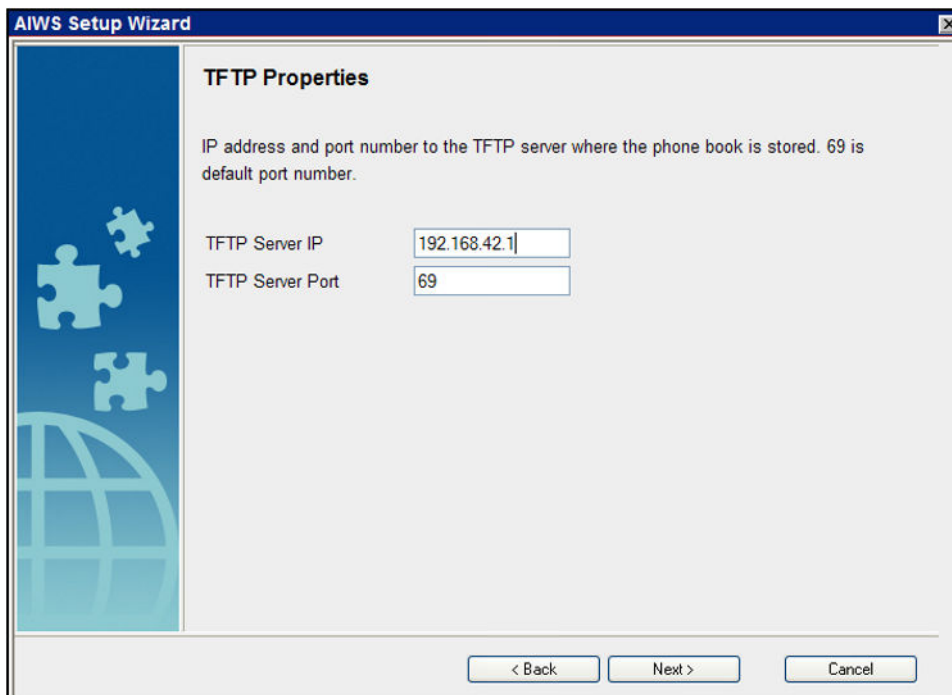 AIWS Setup Wizard
TFTP Properties
IP address and port number to the TFTP server where the phone book is stored. 69 is
default port number.
TFTP Server IP 192.168.42.1
TFTP Server Port 69
< Back Next > Cancel